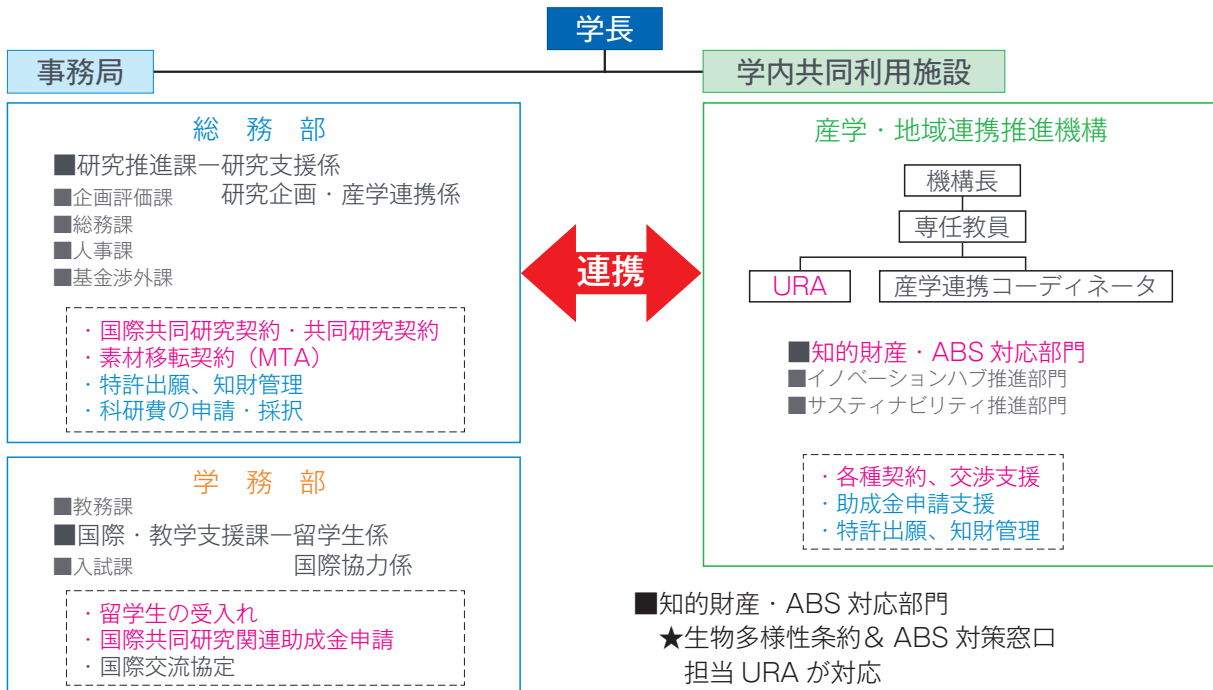 学長
事務局
学内共同利用施設
総務部
■研究推進課―研究支援係
研究企画・産学連携係
■企画評価課
■総務課
■人事課
■基金渉外課
・国際共同研究契約・共同研究契約
・素材移転契約（MTA）
・特許出願、知財管理
・科研費の申請・採択
学務部
■教務課
■国際・教学支援課―留学生係
国際協力係
■入試課
・留学生の受入れ
・国際共同研究関連助成金申請
・国際交流協定
連携
産学・地域連携推進機構
機構長
専任教員
URA
産学連携コーディネータ
■知的財産・ABS 対応部門
■イノベーションハブ推進部門
■サスティナビリティ推進部門
・各種契約、交渉支援
・助成金申請支援
・特許出願、知財管理
■知的財産・ABS 対応部門
★生物多様性条約＆ ABS 対策窓口
担当 URA が対応